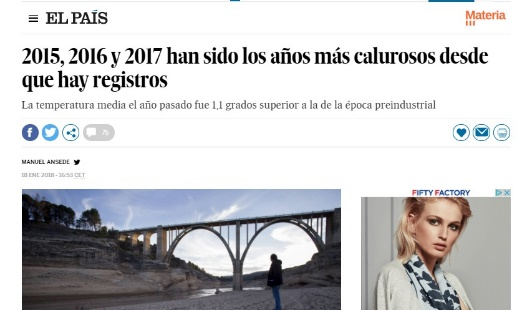 EL PAÍS
Materia
2015, 2016 y 2017 han sido los años más calurosos desde
que hay registros
La temperatura media el año pasado fue 1,1 grados superior a la de la época preindustrial
MANUEL ANSEDE
18 ENE 2018 - 16:53 CET
FIFTY FACTORY